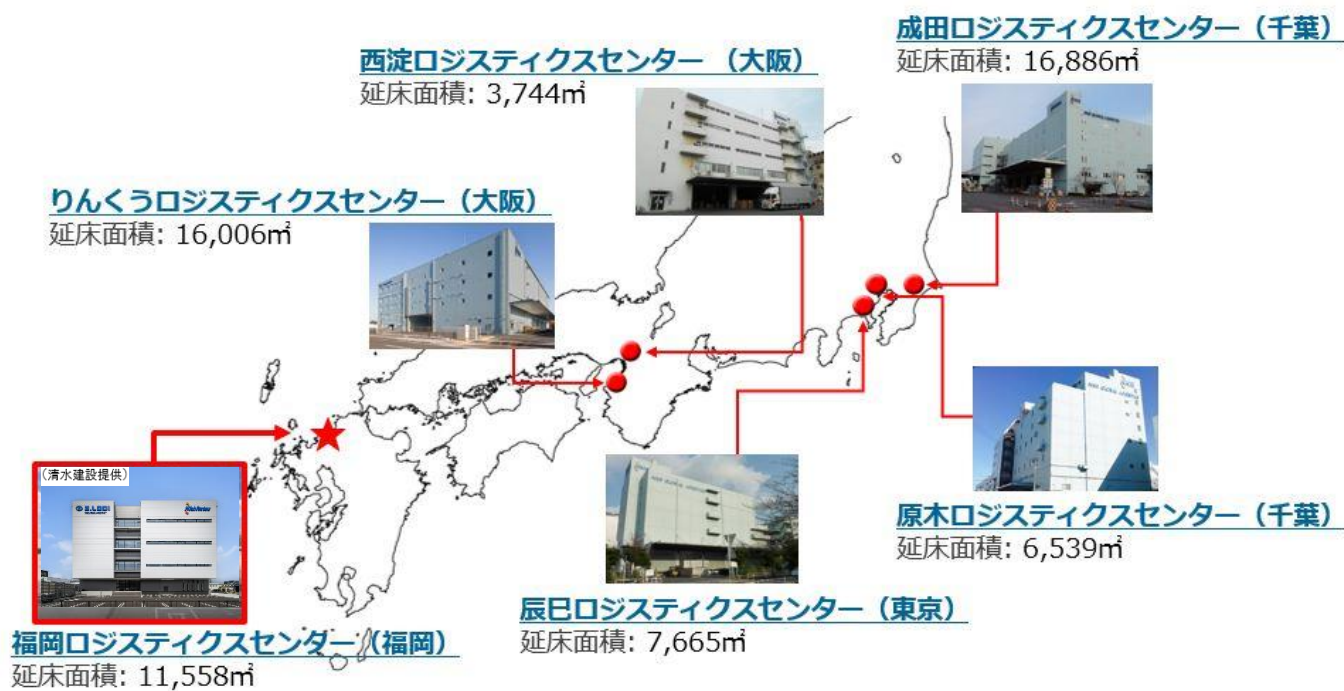 成田ロジスティクスセンター（千葉）
延床面積: 16,886㎡
西淀ロジスティクスセンター （大阪）
延床面積: 3,744㎡
りんくうロジスティクスセンター（大阪）
延床面積: 16,006㎡
（清水建設提供）
S.LOGI
福岡ロジスティクスセンター（福岡）
延床面積: 11,558㎡
辰巳ロジスティクスセンター（東京）
延床面積: 7,665㎡
原木ロジスティクスセンター（千葉）
延床面積: 6,539㎡